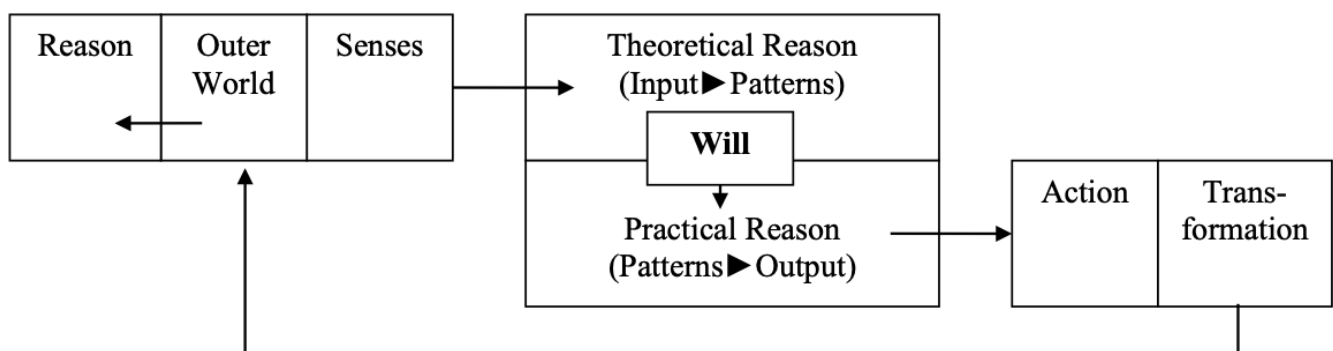 Reason
Outer
World
Senses
Theoretical Reason
(Input►Patterns)
Will
Practical Reason
(Patterns►Output)
Action
Trans-
formation